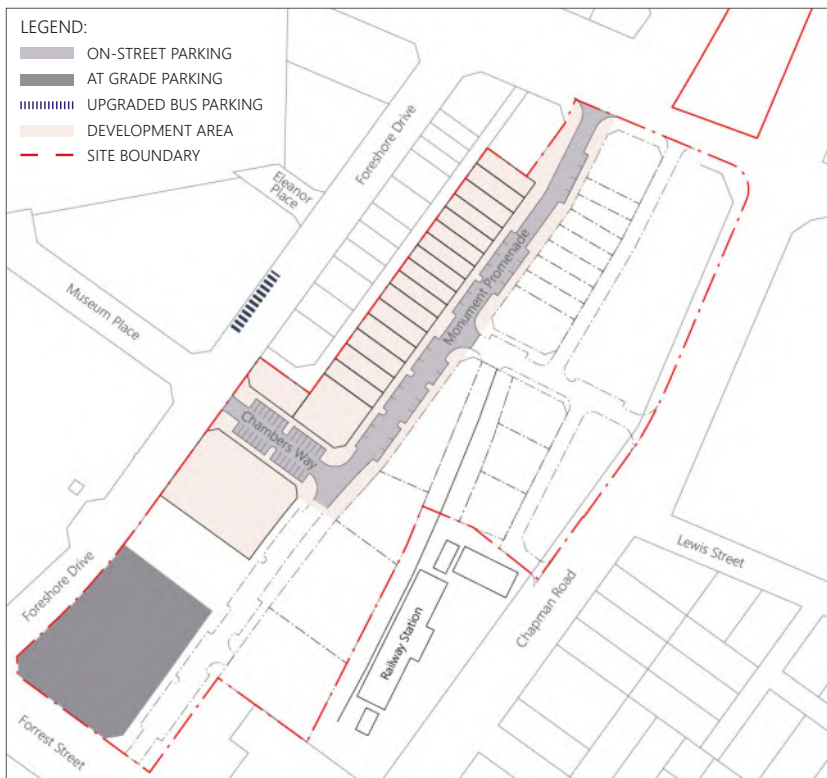 LEGEND:
ON-STREET PARKING
AT GRADE PARKING
UPGRADED BUS PARKING
DEVELOPMENT AREA
SITE BOUNDARY
Foreshore Drive
Eleanor
Place
Museum Place
Monument Promenade
Chambers Way
Foreshore Drive
Forrest Street
Railway Station
Chapman Road
Lewis Street